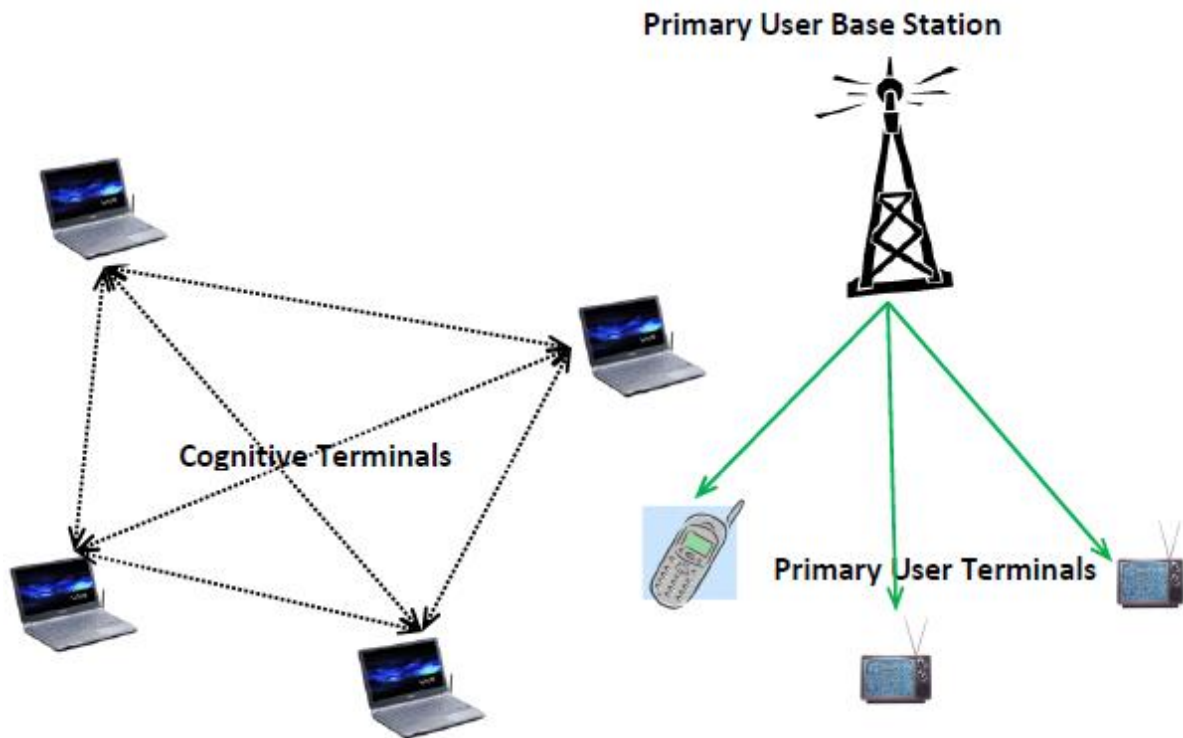 Primary User Base Station
Cognitive Terminals
Primary User Terminals